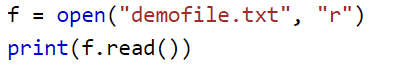 f = open("demofile.txt", "r")
print(f.read())